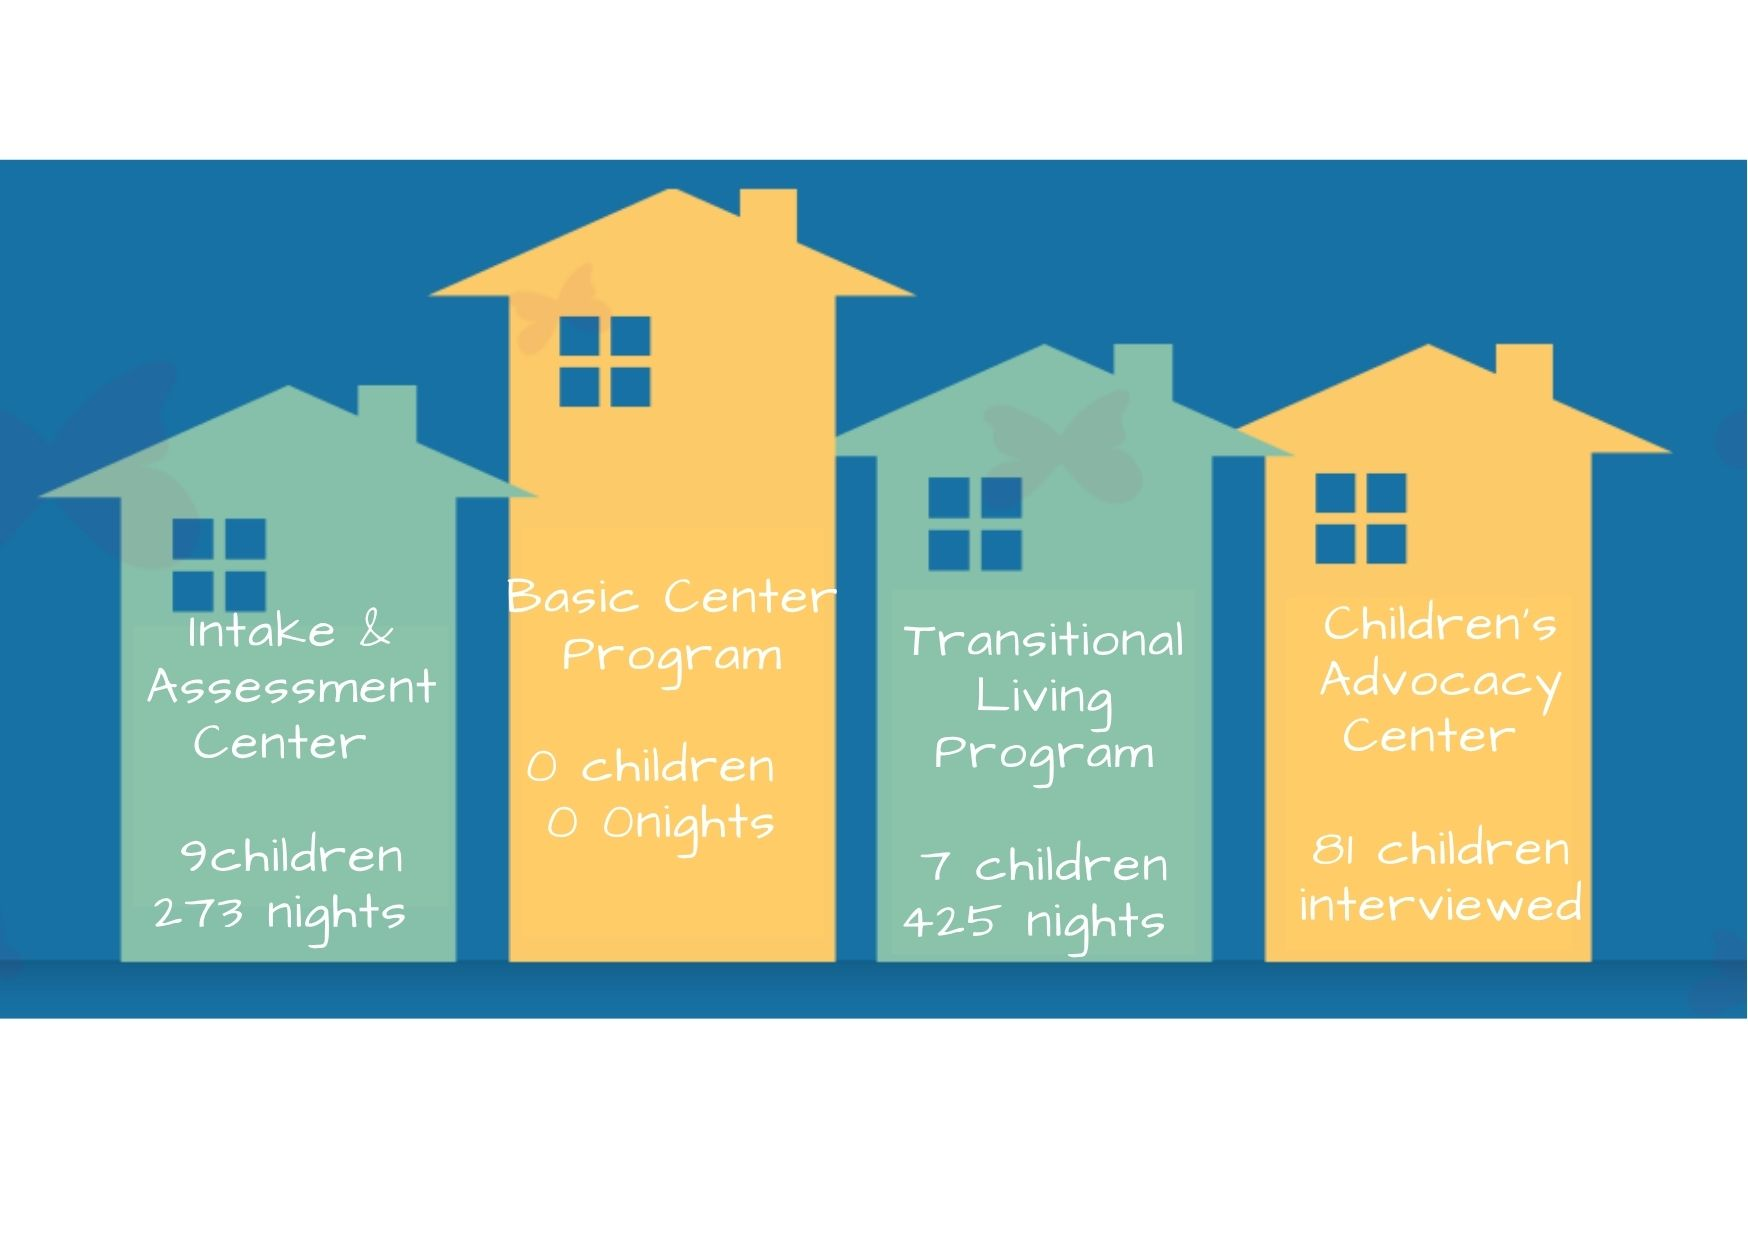 Intake &
Assessment
Center
9children
273 nights
Basic Center
Program
0 children
0 0nights
Transitional
Living
Program
7 children
425 nights
Children's
Advocacy
Center
81 children
interviewed